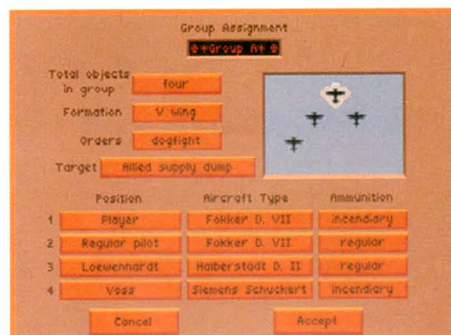 Group Assignment
Group A
Total objects in group four
Formation V wing
Orders dogfight
Target Allied supply dump
Position Aircraft Type Ammunition
1 Player Fokker D. VII incendiary
2 Regular pilot Fokker D. VII regular
3 Loewenhardt Halberstadt D. II regular
4 Voss Siemens Schuckert incendiary
Cancel Accept